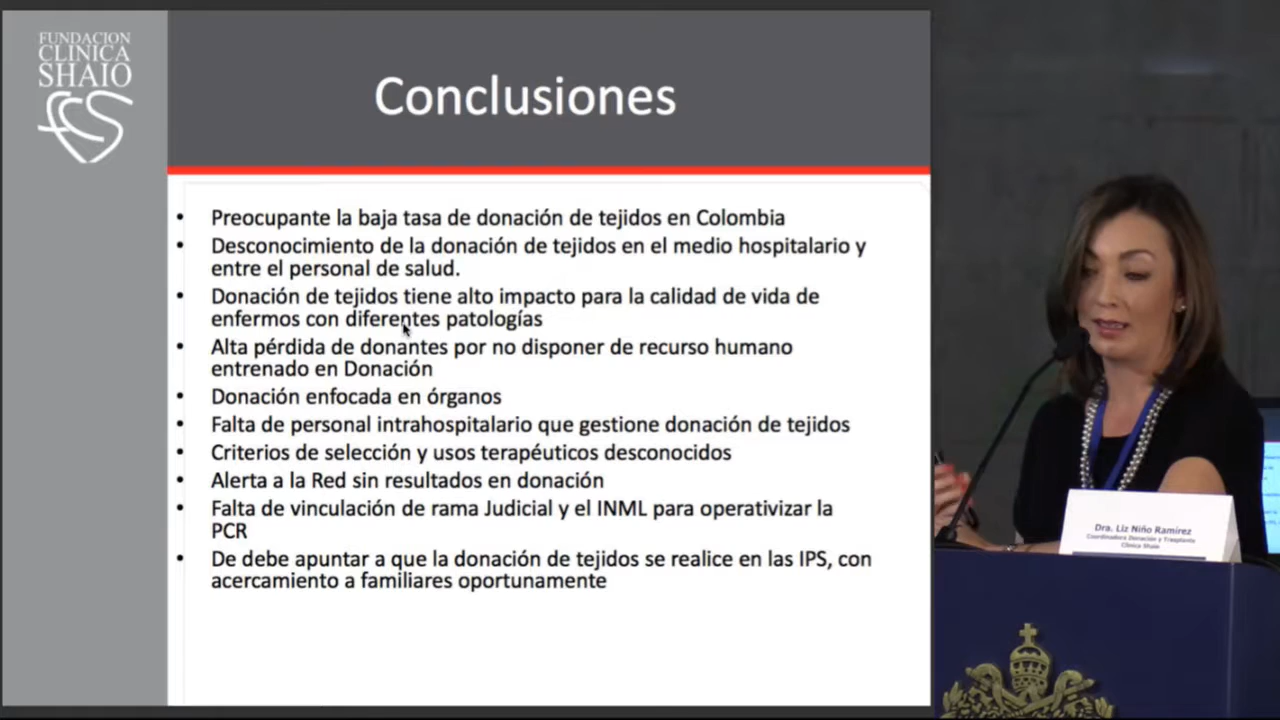 FUNDACION
CLINICA
SHAIO
Conclusiones
• Preocupante la baja tasa de donación de tejidos en Colombia
• Desconocimiento de la donación de tejidos en el medio hospitalario y
entre el personal de salud.
• Donación de tejidos tiene alto impacto para la calidad de vida de
enfermos con diferentes patologías
• Alta pérdida de donantes por no disponer de recurso humano
entrenado en Donación
• Donación enfocada en órganos
• Falta de personal intrahospitalario que gestione donación de tejidos
• Criterios de selección y usos terapéuticos desconocidos
• Alerta a la Red sin resultados en donación
• Falta de vinculación de rama Judicial y el INML para operativizar la
PCR
• De debe apuntar a que la donación de tejidos se realice en las IPS, con
acercamiento a familiares oportunamente
Dra. Liz Niño Ramírez
Coordinadora Donación y Trasplante
Clínica Shaio